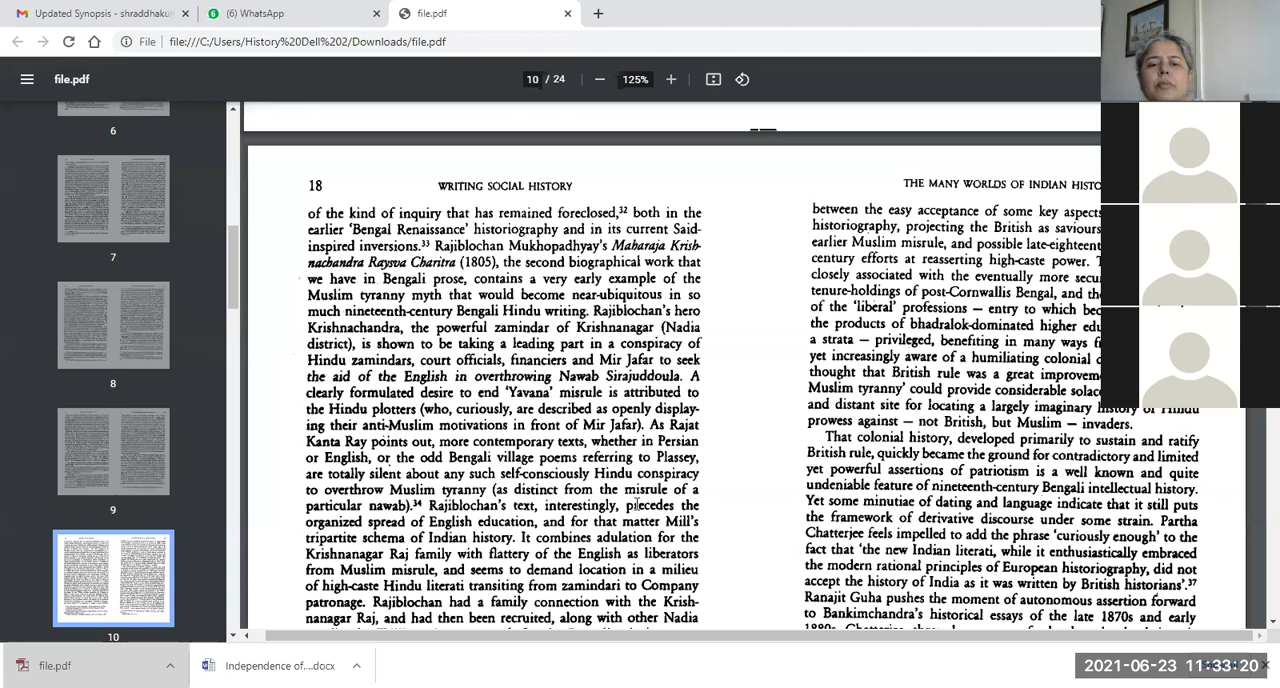 Updated Synopsis - shraddhaku
(6) WhatsApp
file.pdf
File
file:///C:/Users/History%20Dell%202/Downloads/file.pdf
file.pdf
10 / 24
125%
6
7
8
9
10
18
WRITING SOCIAL HISTORY
of the kind of inquiry that has remained foreclosed,32 both in the
earlier 'Bengal Renaissance' historiography and in its current Said-
inspired inversions.33 Rajiblochan Mukhopadhyay's Maharaja Krish-
nachandra Raysya Charitra (1805), the second biographical work that
we have in Bengali prose, contains a very early example of the
Muslim tyranny myth that would become near-ubiquitous in so
much nineteenth-century Bengali Hindu writing. Rajiblochan's hero
Krishnachandra, the powerful zamindar of Krishnanagar (Nadia
district), is shown to be taking a leading part in a conspiracy of
Hindu zamindars, court officials, financiers and Mir Jafar to seek
the aid of the English in overthrowing Nawab Sirajuddoula. A
clearly formulated desire to end 'Yavana' misrule is attributed to
the Hindu plotters (who, curiously, are described as openly display-
ing their anti-Muslim motivations in front of Mir Jafar). As Rajat
Kanta Ray points out, more contemporary texts, whether in Persian
or English, or the odd Bengali village poems referring to Plassey,
are totally silent about any such self-consciously Hindu conspiracy
to overthrow Muslim tyranny (as distinct from the misrule of a
particular nawab).34 Rajiblochan's text, interestingly, precedes the
organized spread of English education, and for that matter Mill's
tripartite schema of Indian history. It combines adulation for the
Krishnanagar Raj family with flattery of the English as liberators
from Muslim misrule, and seems to demand location in a milieu
of highcaste Hindu literati transiting from zamindari to Company
patronage. Rajiblochan had a family connection with the Krish-
nanagar Raj, and had then been recruited, along with other Nadia
THE MANY WORLDS OF INDIAN HISTO
between the easy acceptance of some key aspects
historiography, projecting the British as saviours
earlier Muslim misrule, and possible late-eighteent
century efforts at reasserting high-caste power. T
closely associated with the eventually more secu
tenure-holdings of post-Cornwallis Bengal, and the
of the 'liberal' professions — entry to which bec
the products of bhadralok-dominated higher edu
a strata — privileged, benefiting in many ways f
yet increasingly aware of a humiliating colonial d
thought that British rule was a great improveme
Muslim tyranny' could provide considerable solac
and distant site for locating a largely imaginary history of Hindu
prowess against — not British, but Muslim — invaders.
That colonial history, developed primarily to sustain and ratify
British rule, quickly became the ground for contradictory and limited
yet powerful assertions of patriotism is a well known and quite
undeniable feature of nineteenth-century Bengali intellectual history.
Yet some minutiae of dating and language indicate that it still puts
the framework of derivative discourse under some strain. Partha
Chatterjee feels impelled to add the phrase 'curiously enough' to the
fact that 'the new Indian literati, while it enthusiastically embraced
the modern rational principles of European historiography, did not
accept the history of India as it was written by British historians'.37
Ranajit Guha pushes the moment of autonomous assertion forward
to Bankimchandra's historical essays of the late 1870s and early
file.pdf
Independence of....docx
2021-06-23 11:33:20